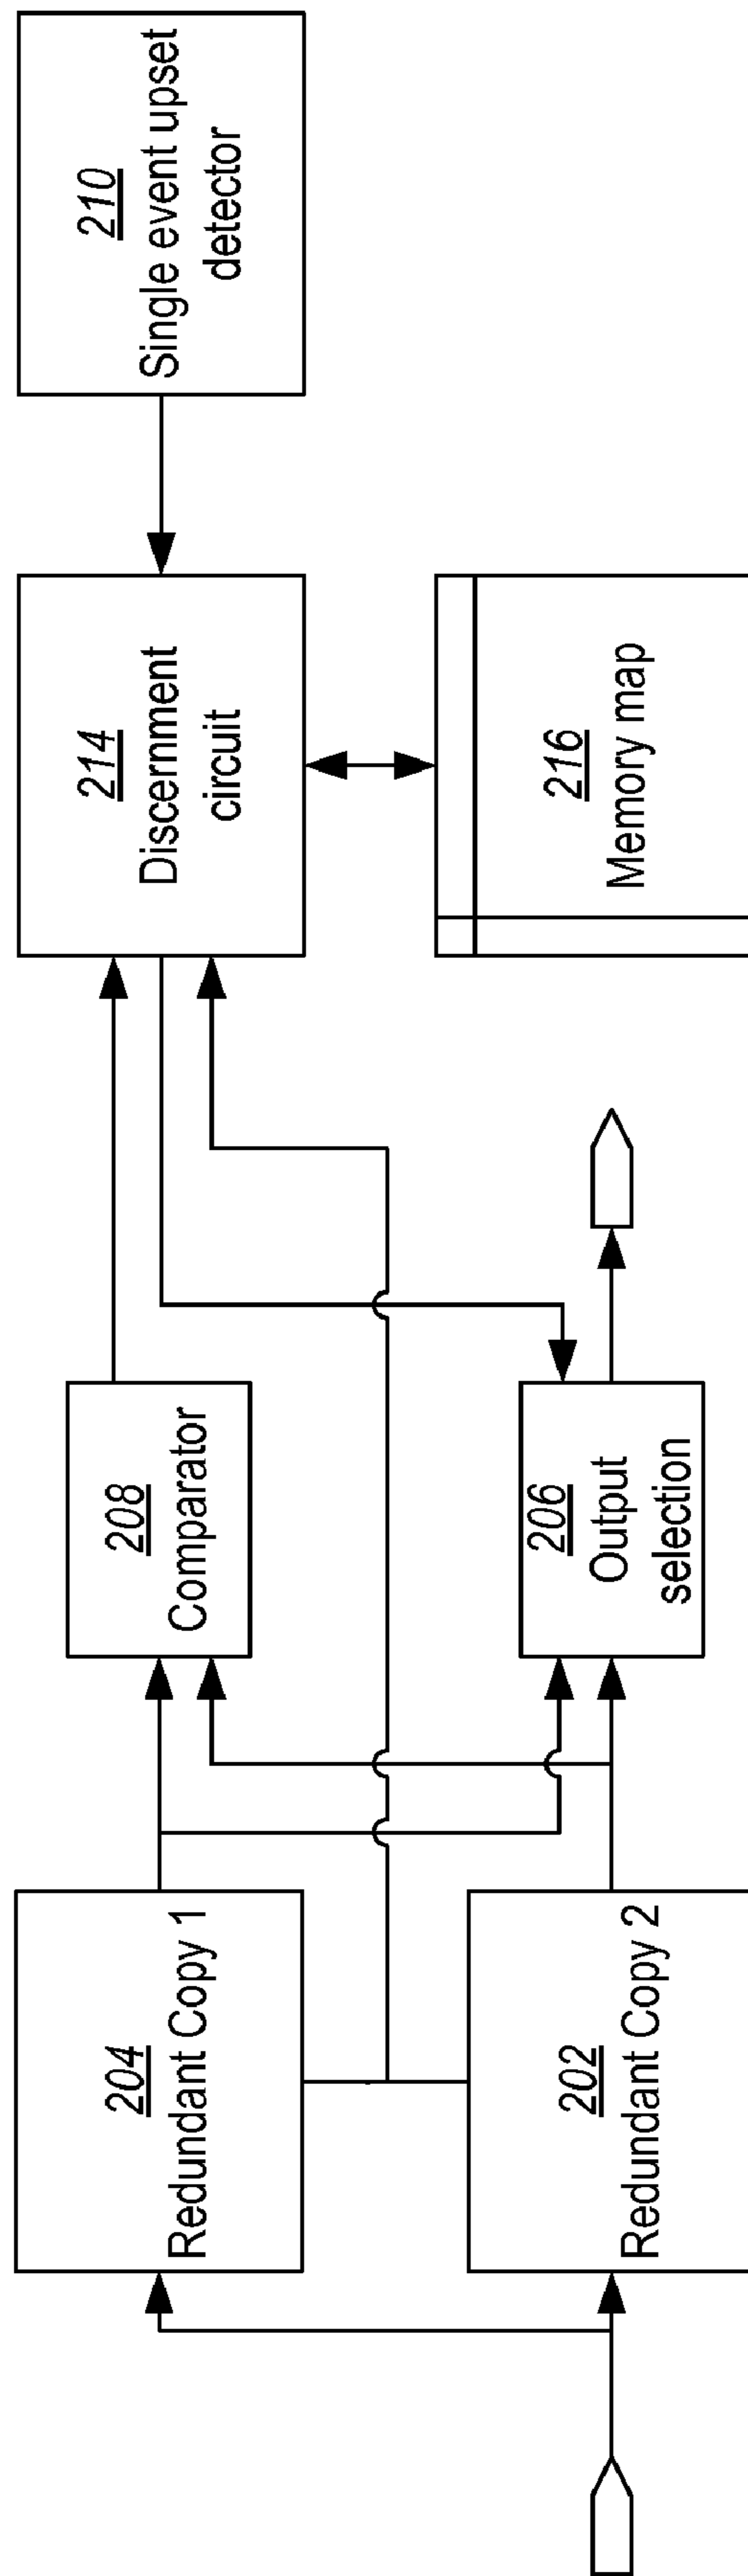 204
Redundant Copy 1
208
Comparator
214
Discernment
circuit
210
Single event upset
detector
202
Redundant Copy 2
206
Output
selection
216
Memory map